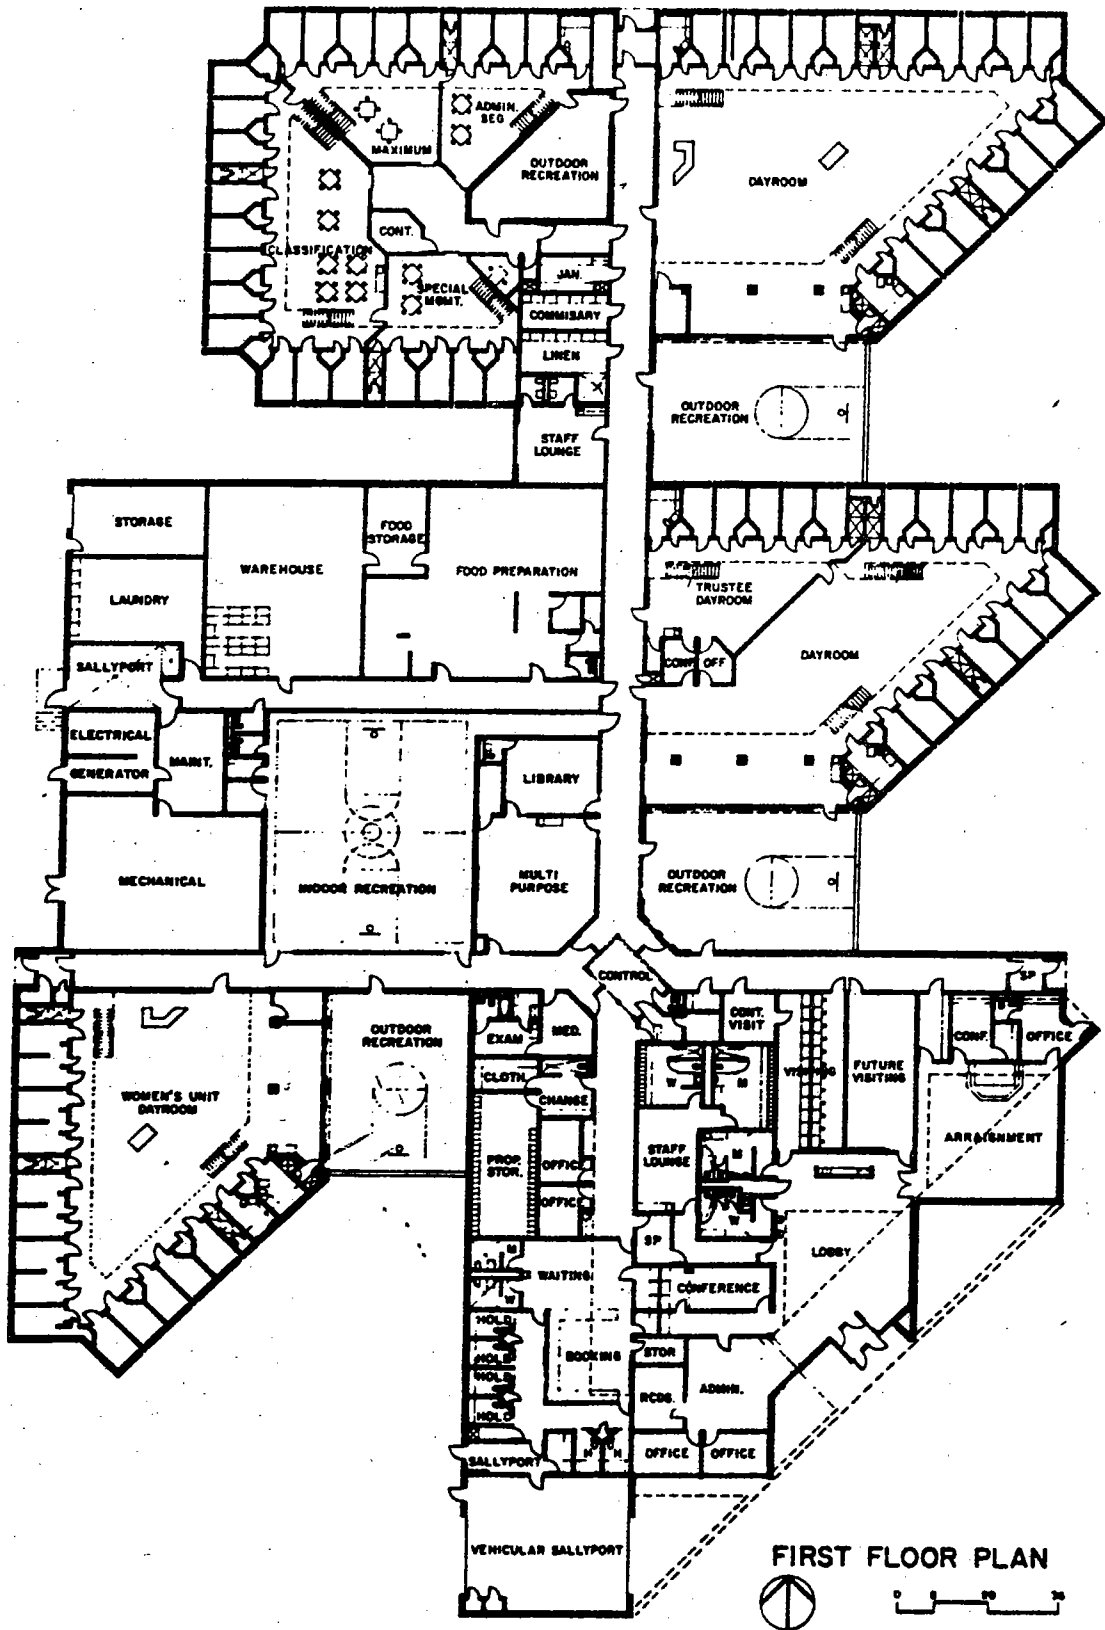 ADMIN.
SEG
MAXIMUM
OUTDOOR
RECREATION
DAYROOM
CONT.
CLASSIFICATION
JAN.
SPECIAL
MGMT.
COMMISARY
LINEN
OUTDOOR
RECREATION
STAFF
LOUNGE
STORAGE
FOOD
STORAGE
WAREHOUSE
FOOD PREPARATION
TRUSTEE
DAYROOM
LAUNDRY
DAYROOM
SALLYPORT
CONF
OFF
ELECTRICAL
MAINT.
GENERATOR
LIBRARY
MECHANICAL
INDOOR RECREATION
MULTI
PURPOSE
OUTDOOR
RECREATION
CONTROL
SP
OUTDOOR
RECREATION
EXAM
MED.
CONT.
VISIT
CONF.
OFFICE
CLOTH.
W
M
VISITING
FUTURE
VISITING
WOMEN'S UNIT
DAYROOM
CHANGE
ARRAIGNMENT
PROP.
STOR.
OFFICE
STAFF
LOUNGE
M
OFFICE
W
SP
LOBBY
M
WAITING
CONFERENCE
W
HOLD
HOLD
BOOKING
STOR
HOLD
RCDS.
ADMIN.
HOLD
SALLYPORT
H
H
OFFICE
OFFICE
VEHICULAR SALLYPORT
FIRST FLOOR PLAN
0